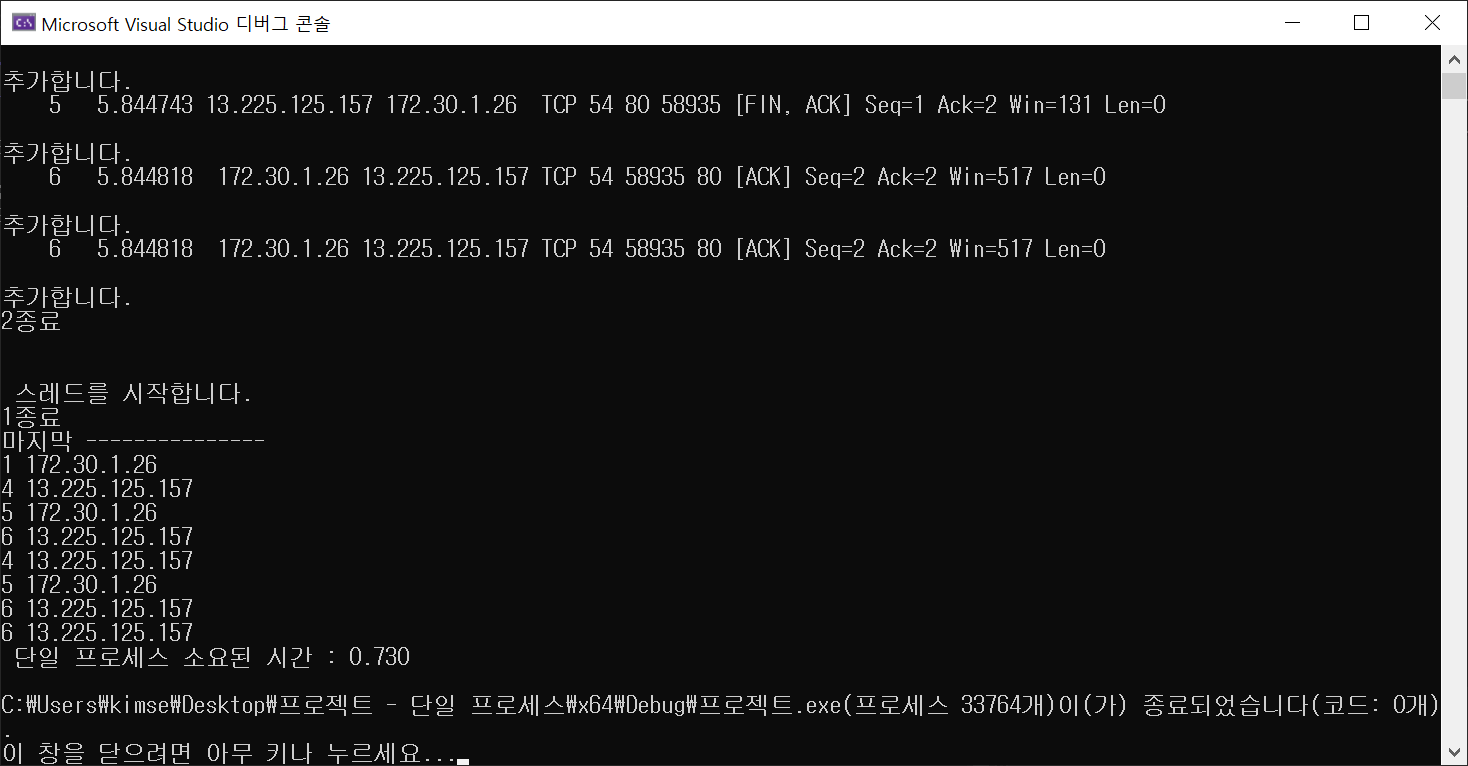 Microsoft Visual Studio 디버그 콘솔
추가합니다.
5 5.844743 13.225.125.157 172.30.1.26 TCP 54 80 58935 [FIN, ACK] Seq=1 Ack=2 Win=131 Len=0
추가합니다.
6 5.844818 172.30.1.26 13.225.125.157 TCP 54 58935 80 [ACK] Seq=2 Ack=2 Win=517 Len=0
추가합니다.
6 5.844818 172.30.1.26 13.225.125.157 TCP 54 58935 80 [ACK] Seq=2 Ack=2 Win=517 Len=0
추가합니다.
2종료
스레드를 시작합니다.
1종료
마지막 ---------------
1 172.30.1.26
4 13.225.125.157
5 172.30.1.26
6 13.225.125.157
4 13.225.125.157
5 172.30.1.26
6 13.225.125.157
6 13.225.125.157
단일 프로세스 소요된 시간 : 0.730
C:₩Users₩kimse₩Desktop₩프로젝트 - 단일 프로세스₩x64₩Debug₩프로젝트.exe(프로세스 33764개)이(가) 종료되었습니다(코드: 0개)
.
이 창을 닫으려면 아무 키나 누르세요...